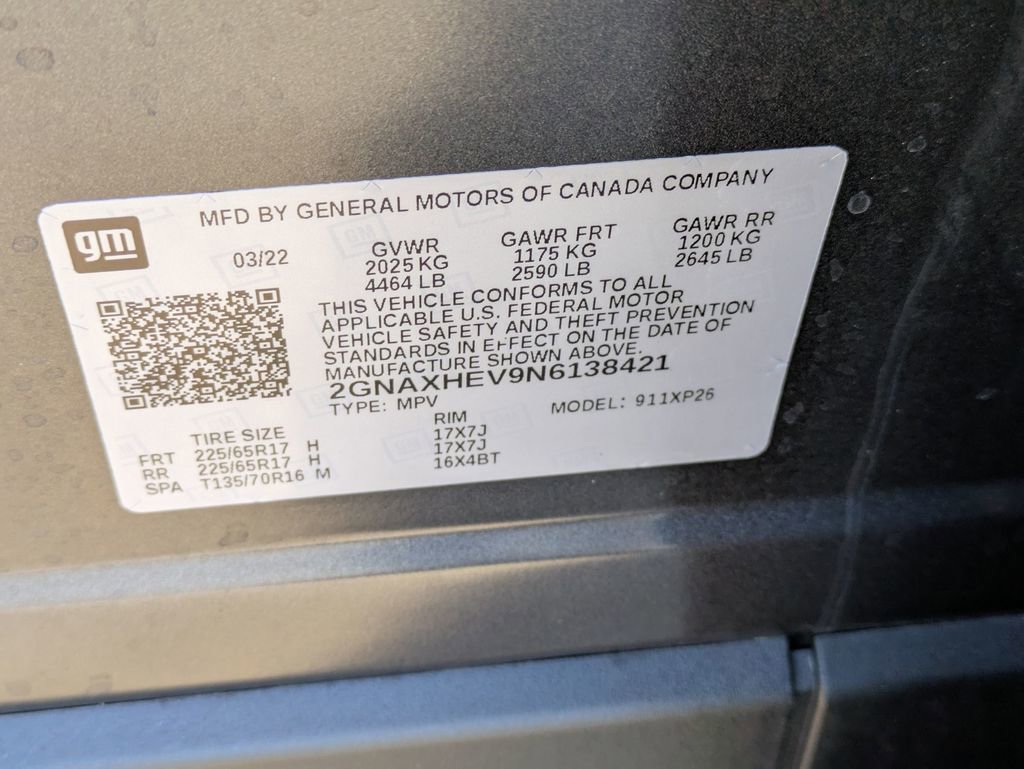 MFD BY GENERAL MOTORS OF CANADA COMPANY
gm
03/22
GVWR
2025 KG
4464 LB
GAWR FRT
1175 KG
2590 LB
GAWR RR
1200 KG
2645 LB
THIS VEHICLE CONFORMS TO ALL
APPLICABLE U.S. FEDERAL MOTOR
VEHICLE SAFETY AND THEFT PREVENTION
STANDARDS IN EFFECT ON THE DATE OF
MANUFACTURE SHOWN ABOVE.
2GNAXHEV9N6138421
TYPE: MPV
MODEL: 911XP26
TIRE SIZE RIM
FRT 225/65R17 H 17X7J
RR 225/65R17 H 17X7J
SPA T135/70R16 M 16X4BT